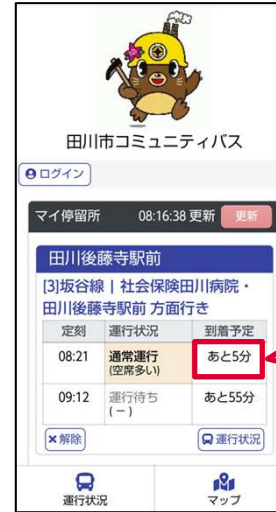 田川市コミュニティバス
ログイン
マイ停留所 08:16:38 更新 更新
田川後藤寺駅前
[3]坂谷線 | 社会保険田川病院・
田川後藤寺駅前 方面行き
定刻 運行状況 到着予定
08:21 通常運行 あと5分
(空席多い)
09:12 運行待ち あと55分
(－)
×解除 運行状況
運行状況 マップ